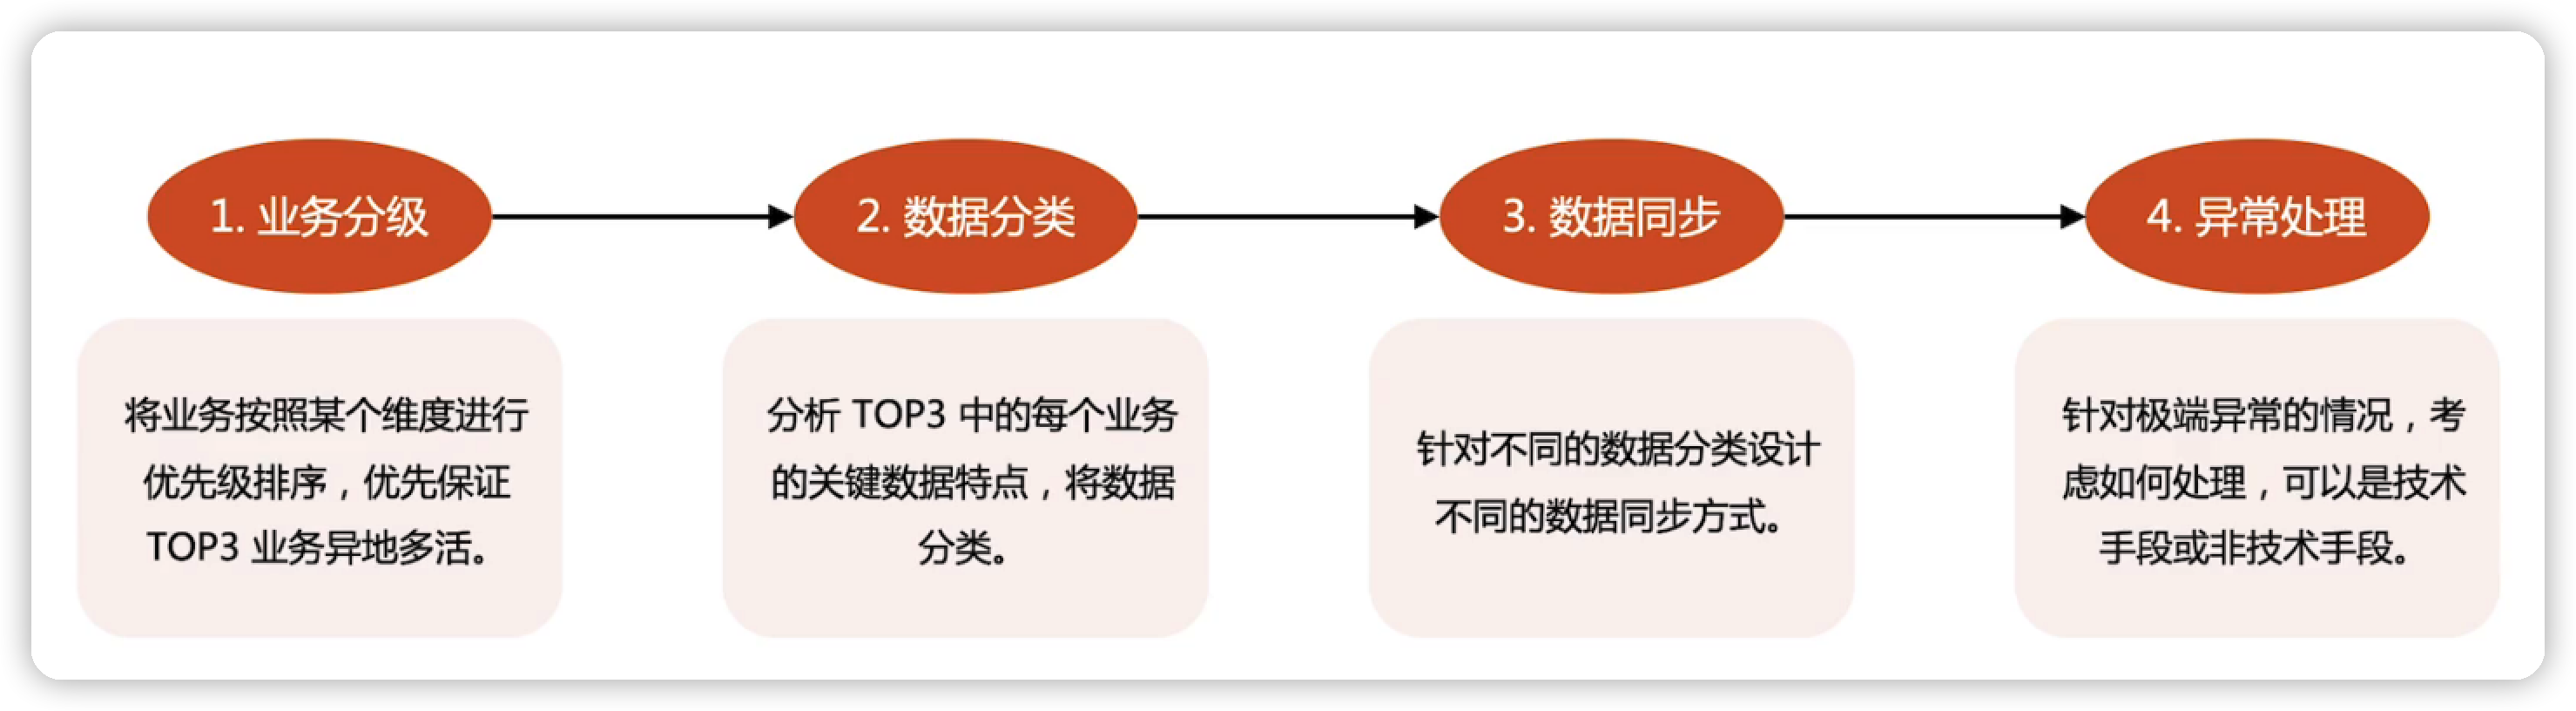 1. 业务分级
2. 数据分类
3. 数据同步
4. 异常处理
将业务按照某个维度进行
优先级排序，优先保证
TOP3 业务异地多活。
分析 TOP3 中的每个业务
的关键数据特点，将数据
分类。
针对不同的数据分类设计
不同的数据同步方式。
针对极端异常的情况，考
虑如何处理，可以是技术
手段或非技术手段。